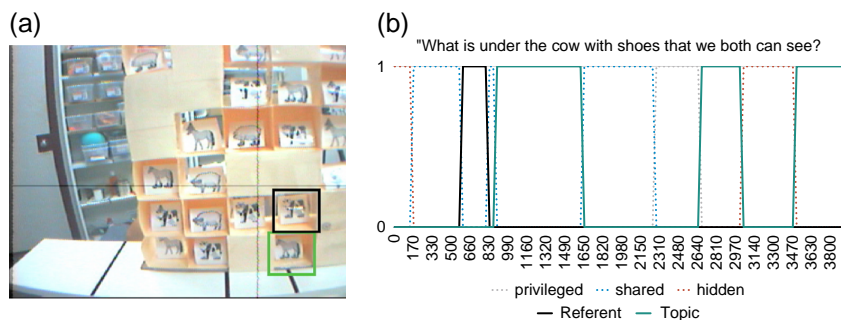 (a)
(b)
"What is under the cow with shoes that we both can see?
1
0
0 170 330 500 660 830 990 1160 1320 1490 1650 1820 1980 2150 2310 2480 2640 2810 2970 3140 3300 3470 3630 3800
privileged shared hidden
Referent Topic